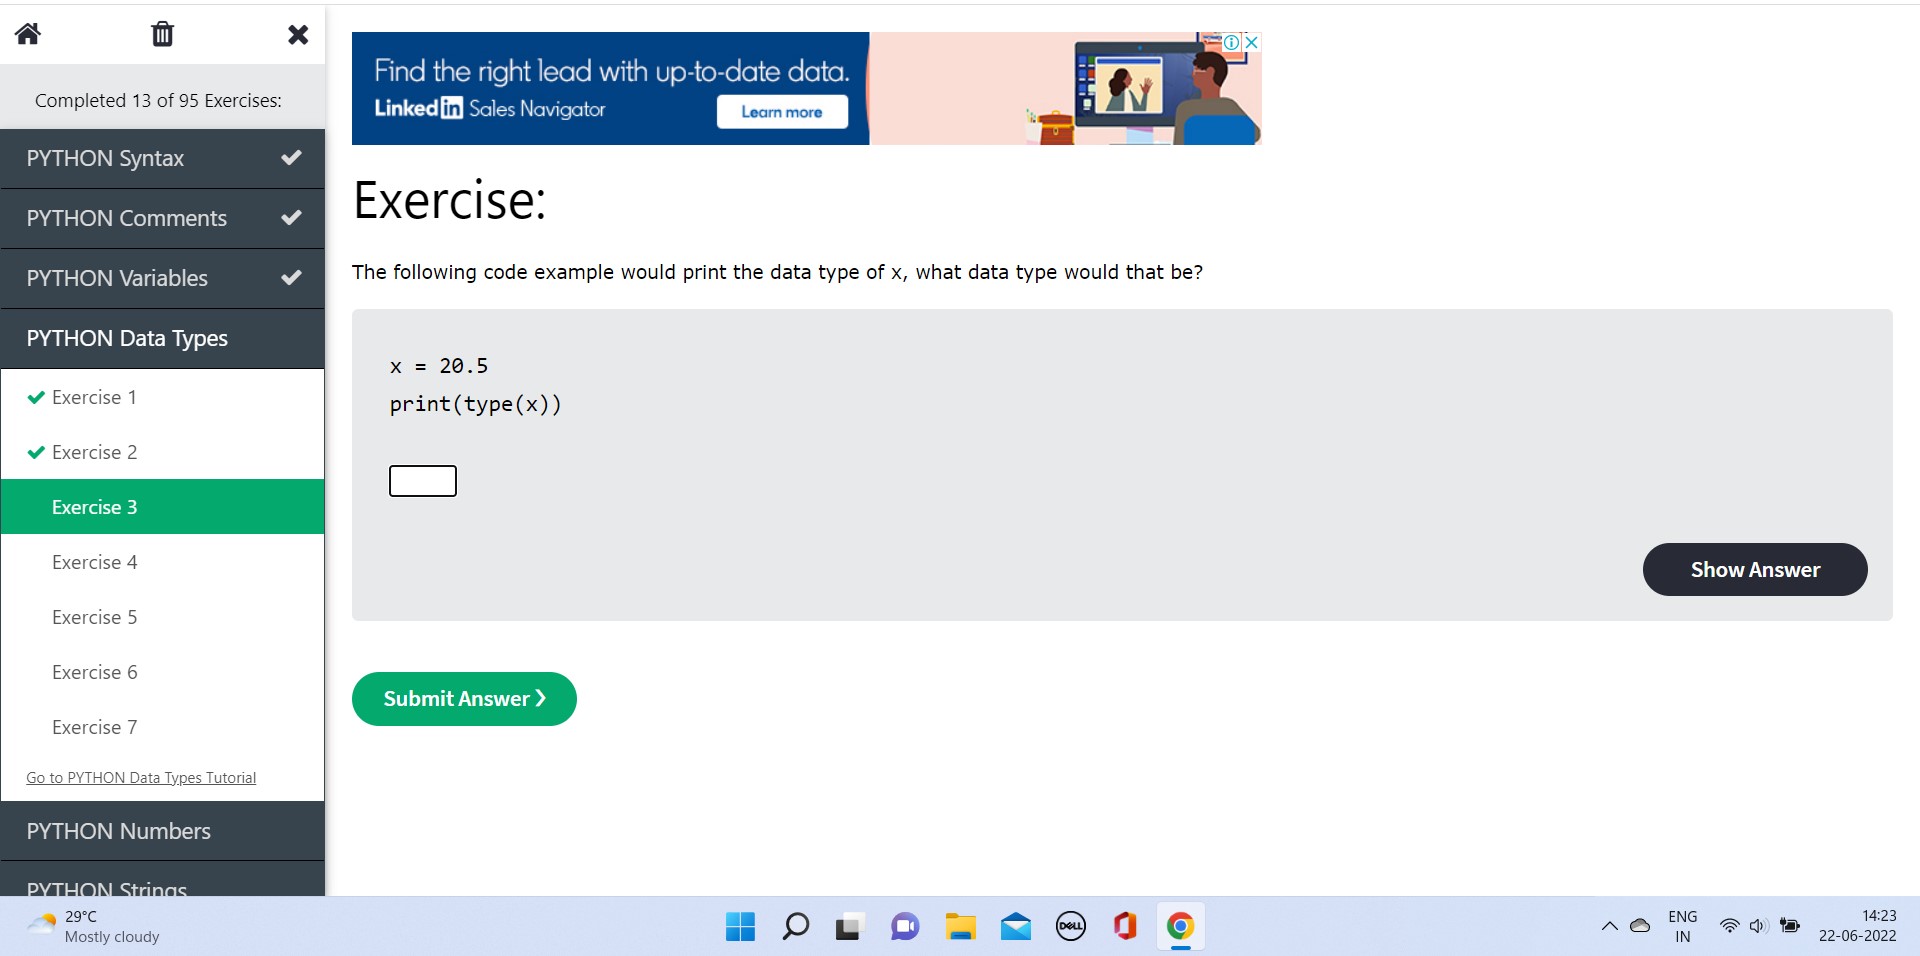 Completed 13 of 95 Exercises:
PYTHON Syntax
PYTHON Comments
PYTHON Variables
PYTHON Data Types
Exercise 1
Exercise 2
Exercise 3
Exercise 4
Exercise 5
Exercise 6
Exercise 7
Go to PYTHON Data Types Tutorial
PYTHON Numbers
PYTHON Strings
Find the right lead with up-to-date data.
Linked in Sales Navigator
Learn more
Exercise:
The following code example would print the data type of x, what data type would that be?
x = 20.5
print(type(x))
Show Answer
Submit Answer ❯
29°C
Mostly cloudy
DELL
ENG
IN
14:23
22-06-2022